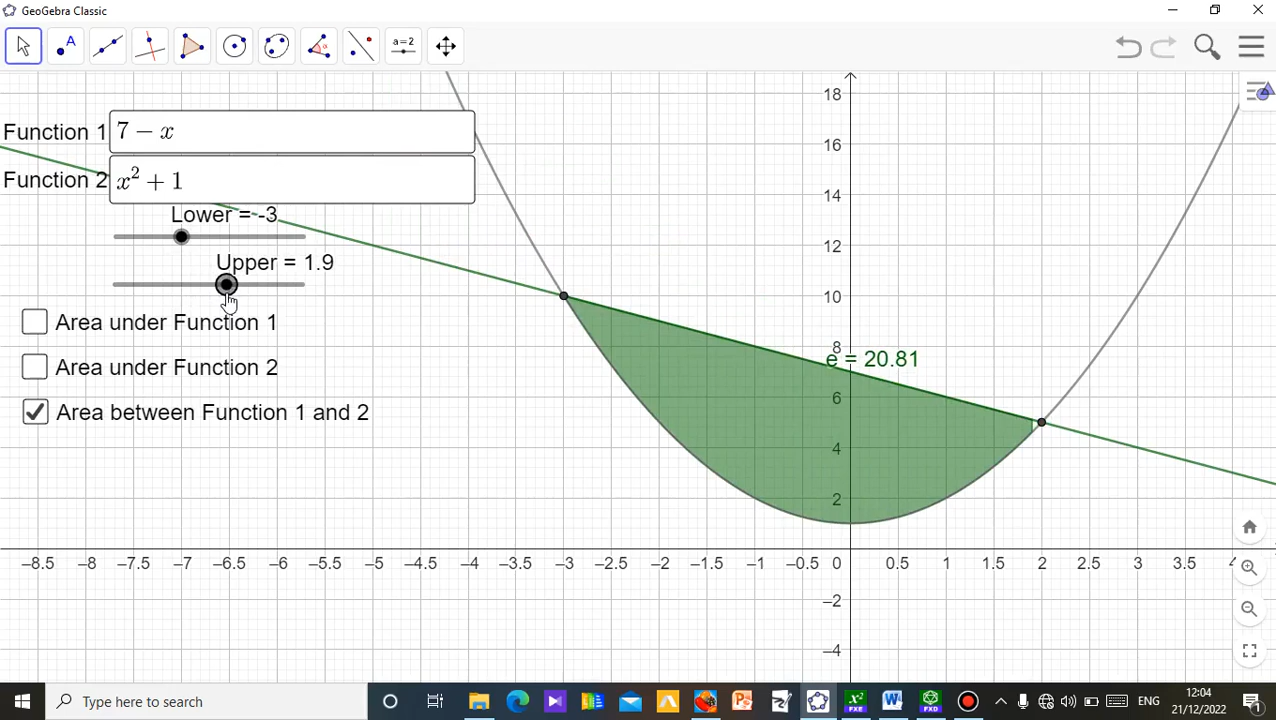 GeoGebra Classic
A
α
a=2
Function 1 7 − x
Function 2 x² + 1
Lower = -3
Upper = 1.9
Area under Function 1
Area under Function 2
Area between Function 1 and 2
e = 20.81
18
16
14
12
10
8
6
4
2
−8.5 −8 −7.5 −7 −6.5 −6 −5.5 −5 −4.5 −4 −3.5 −3 −2.5 −2 −1.5 −1 −0.5 0 0.5 1 1.5 2 2.5 3 3.5
−2
−4
Type here to search
ENG
12:04
21/12/2022